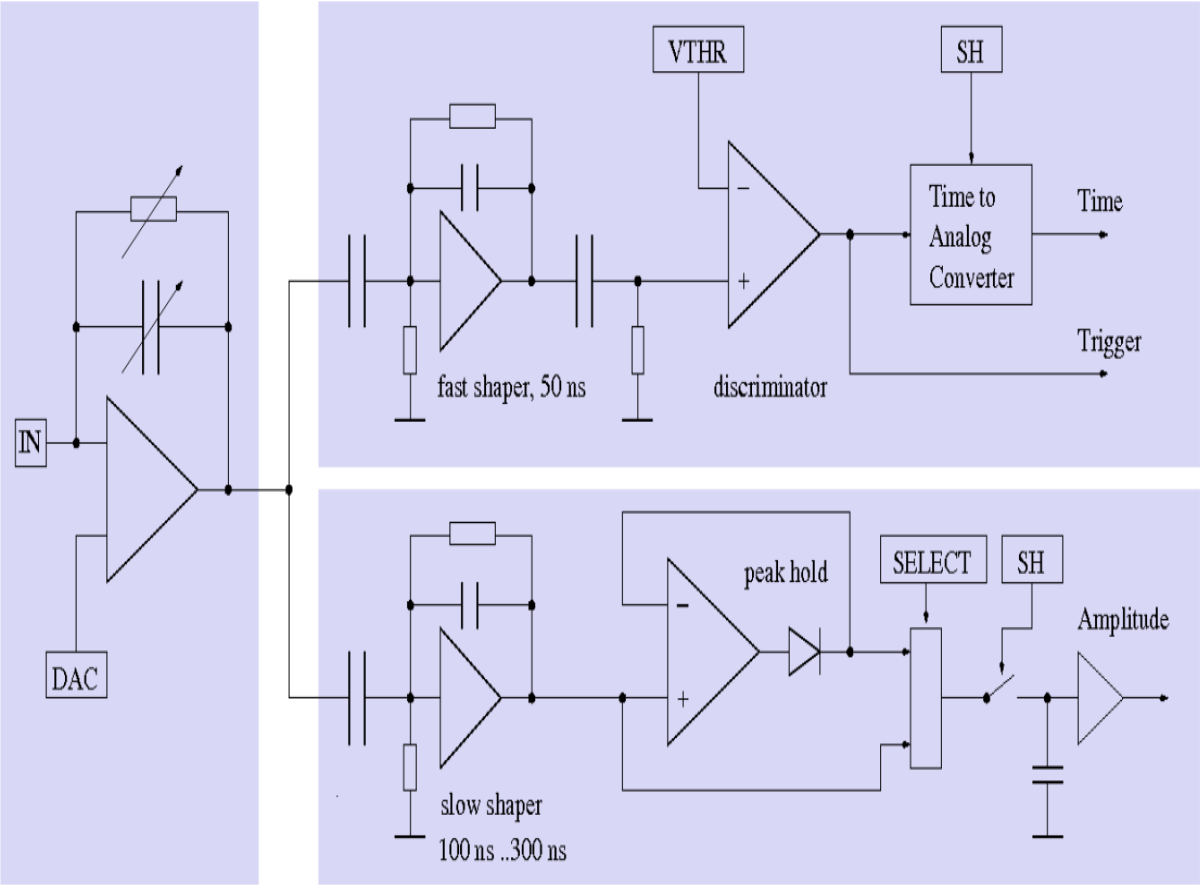 VTHR
SH
Time to
Analog
Converter
Time
−
+
Trigger
fast shaper, 50 ns
discriminator
IN
DAC
peak hold
SELECT
SH
Amplitude
−
+
slow shaper
100 ns ..300 ns